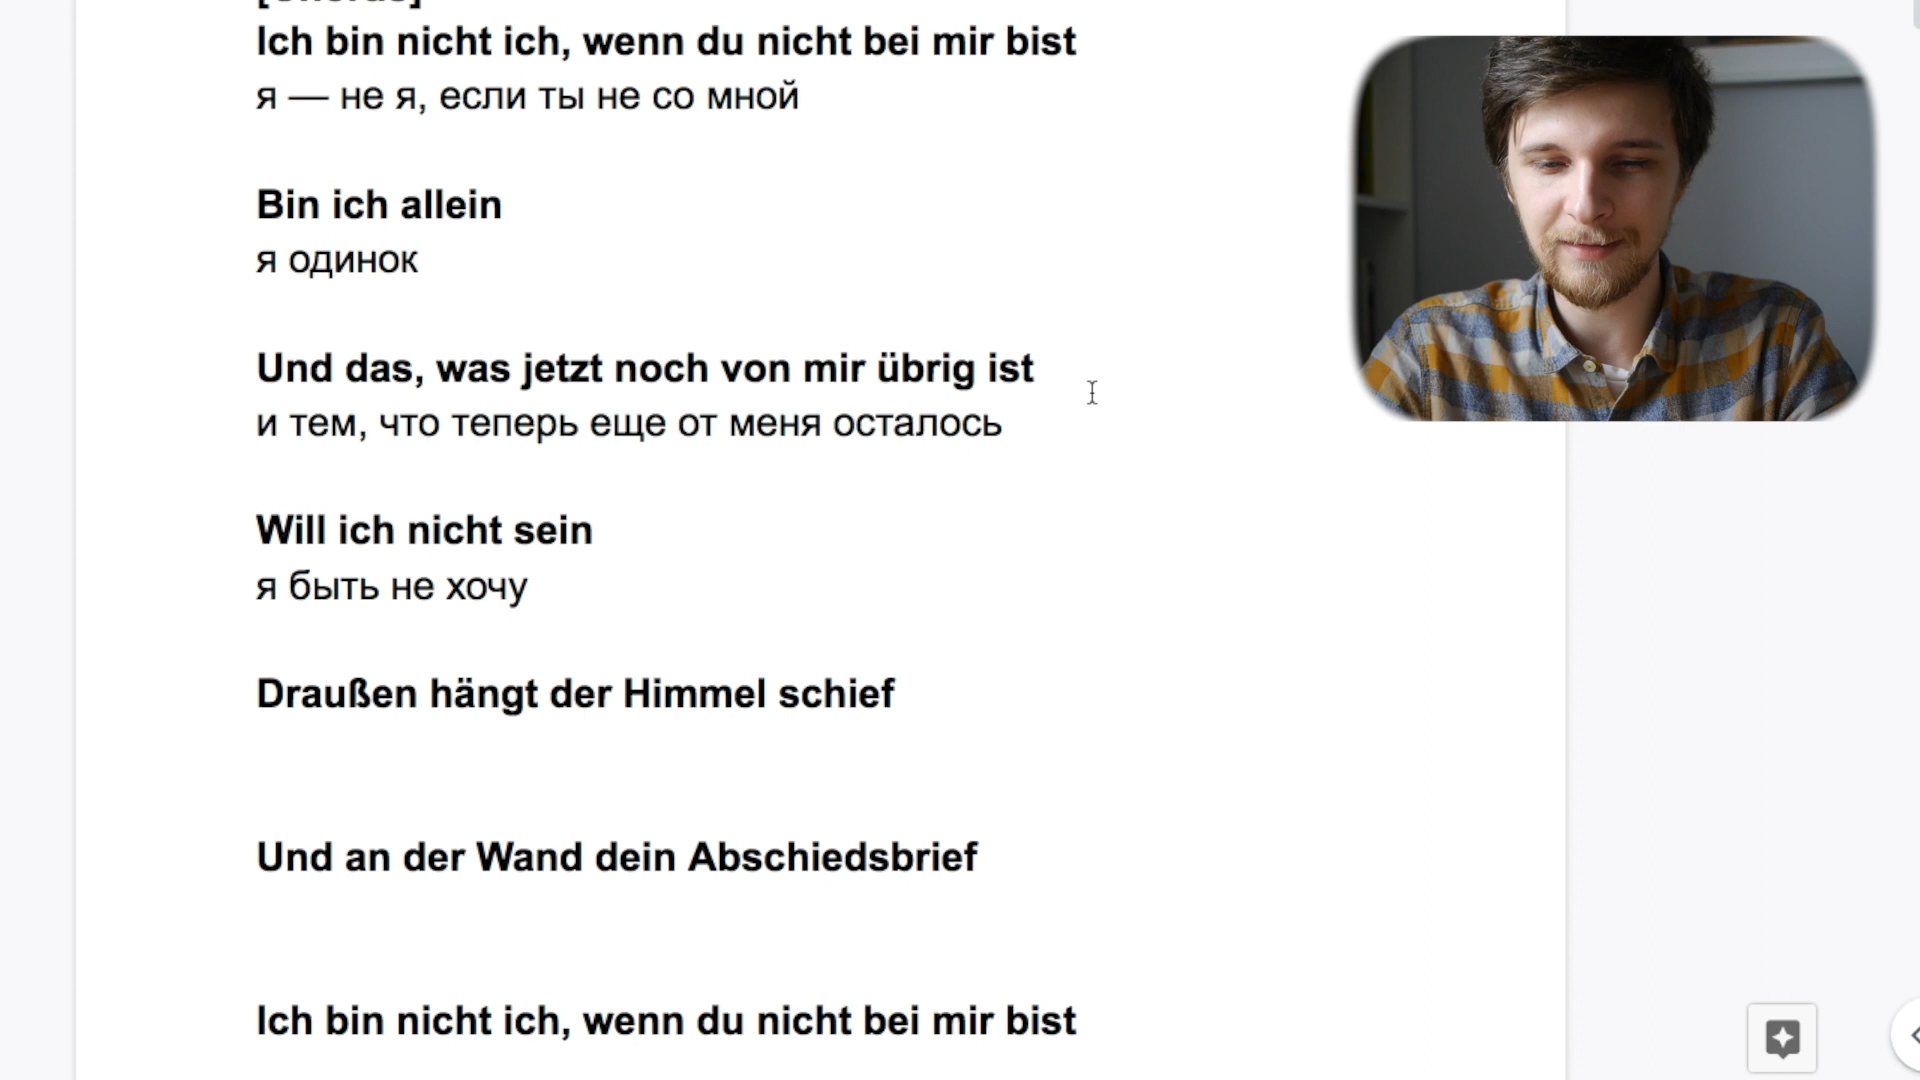 [Chorus]
Ich bin nicht ich, wenn du nicht bei mir bist
я — не я, если ты не со мной
Bin ich allein
я одинок
Und das, was jetzt noch von mir übrig ist
и тем, что теперь еще от меня осталось
Will ich nicht sein
я быть не хочу
Draußen hängt der Himmel schief
Und an der Wand dein Abschiedsbrief
Ich bin nicht ich, wenn du nicht bei mir bist